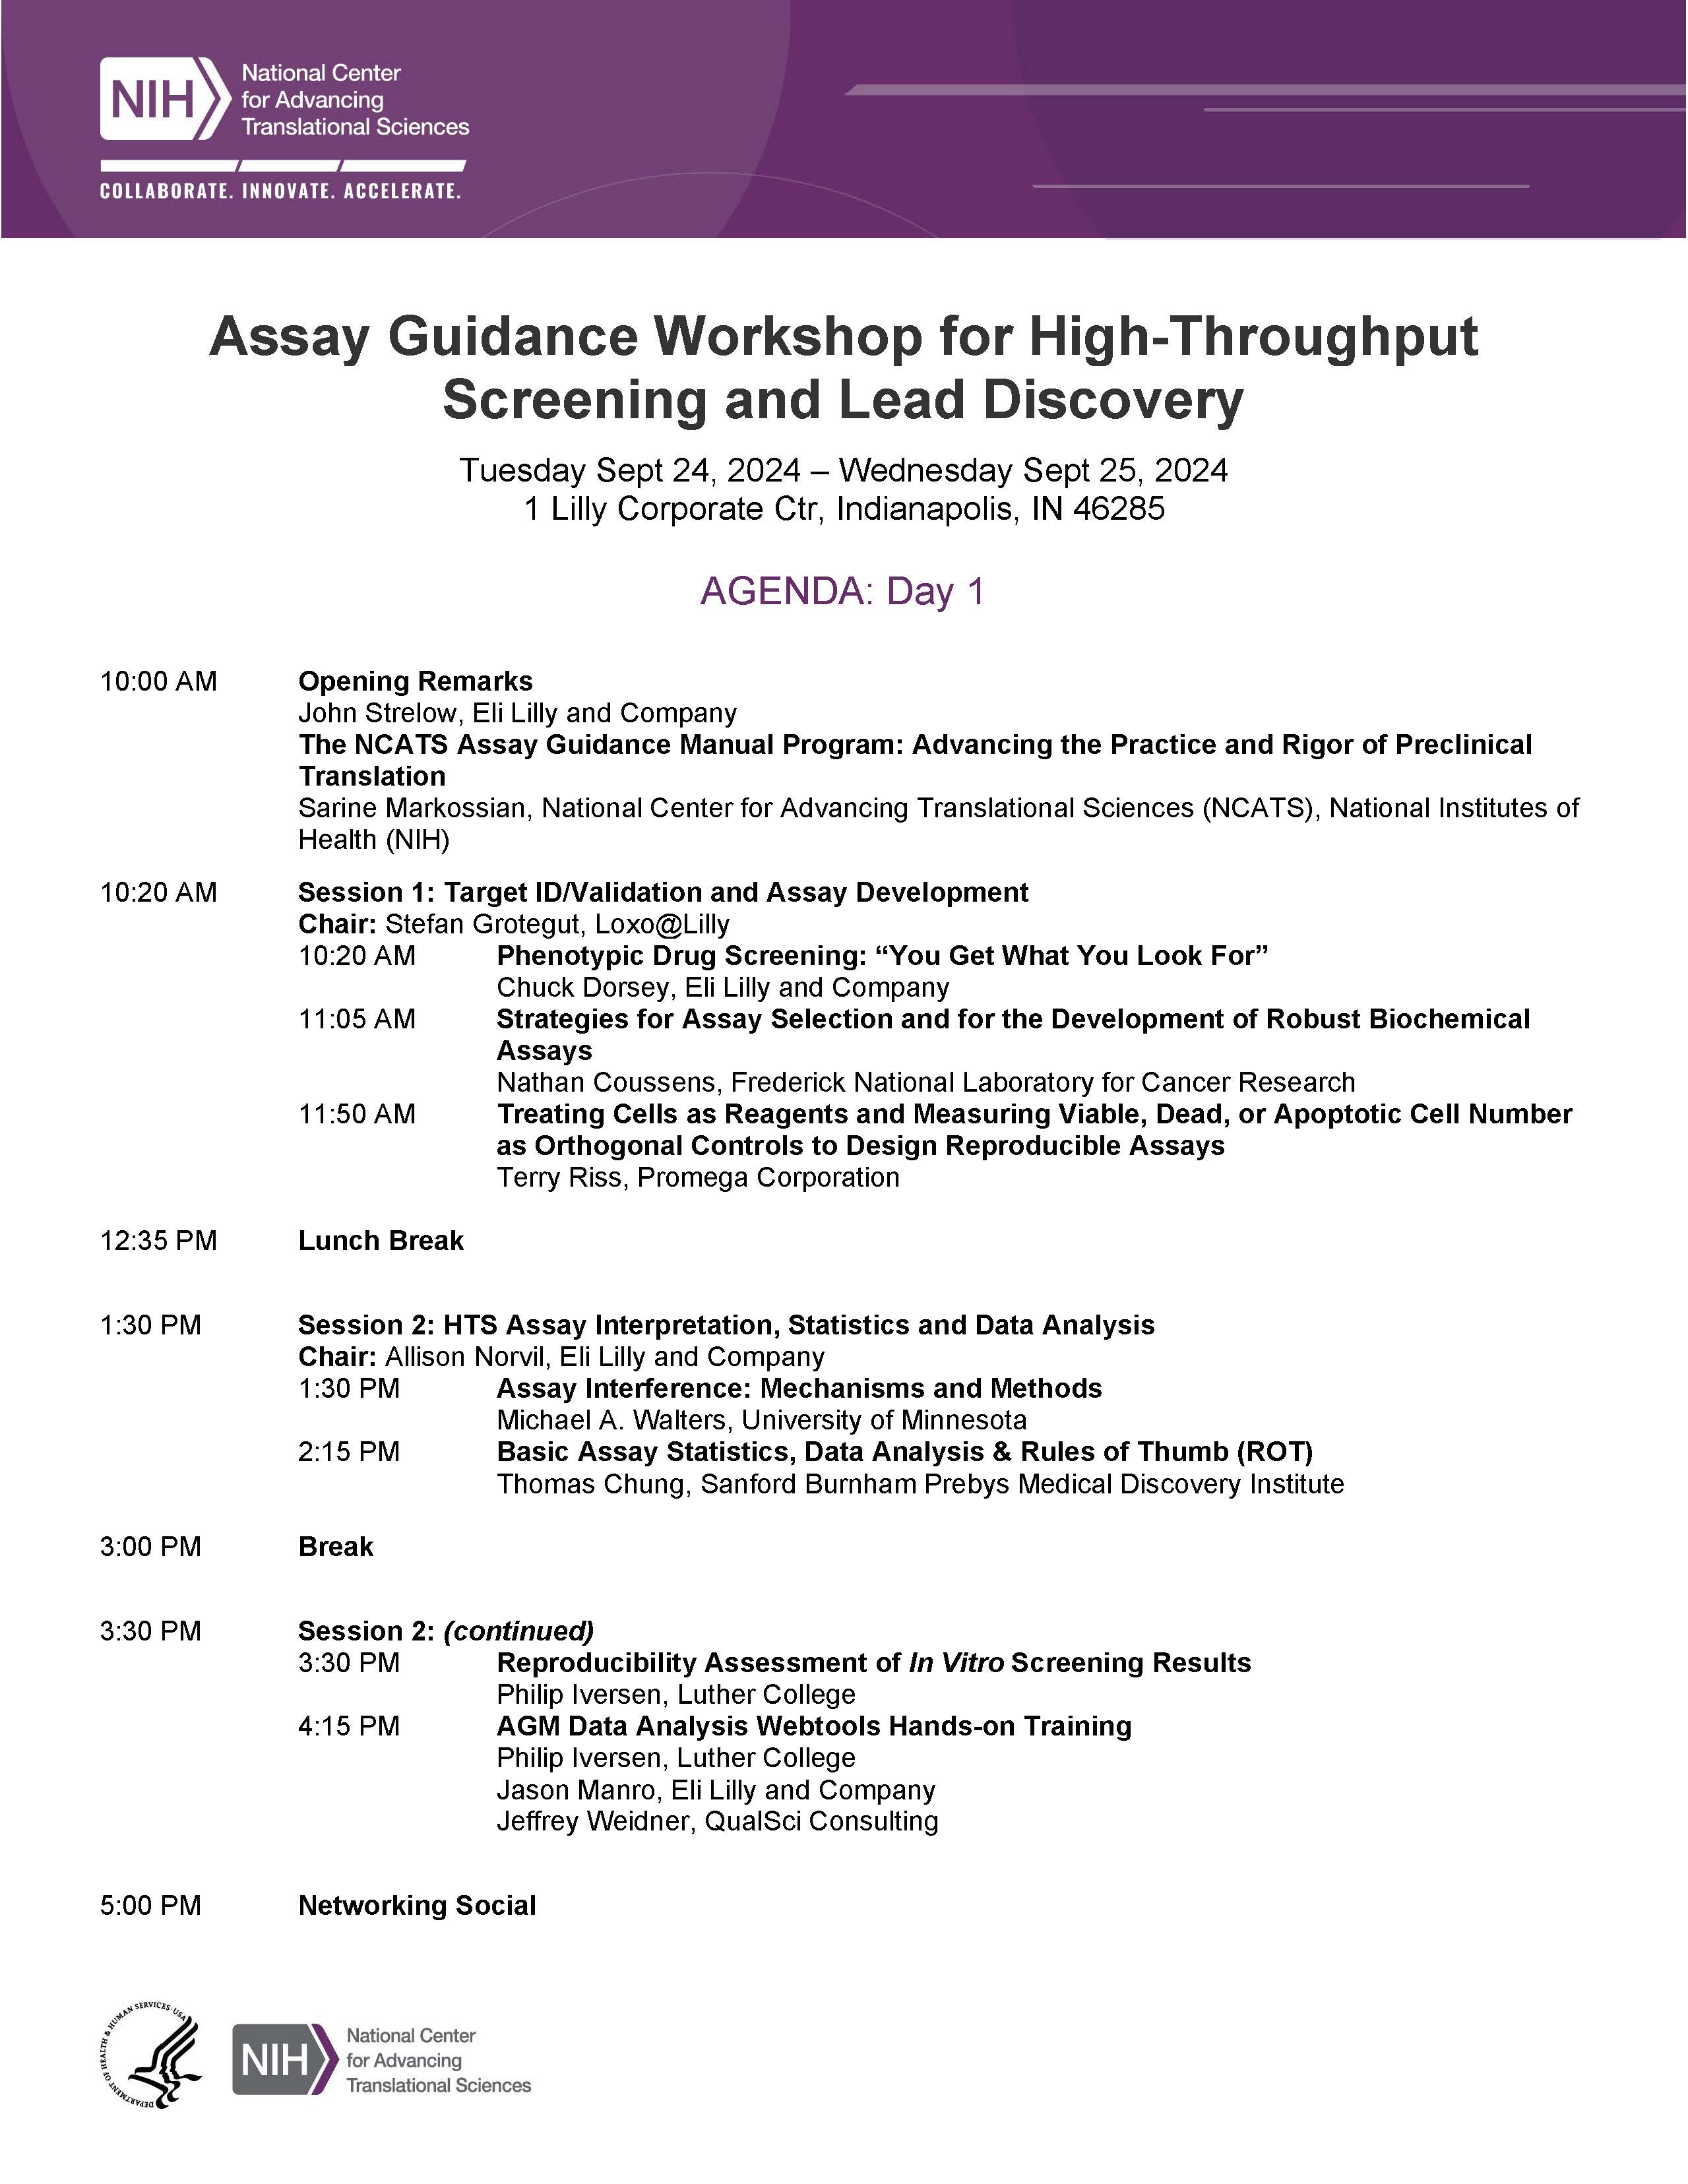 NIH
National Center
for Advancing
Translational Sciences
COLLABORATE. INNOVATE. ACCELERATE.
Assay Guidance Workshop for High-Throughput
Screening and Lead Discovery
Tuesday Sept 24, 2024 – Wednesday Sept 25, 2024
1 Lilly Corporate Ctr, Indianapolis, IN 46285
AGENDA: Day 1
10:00 AM Opening Remarks
John Strelow, Eli Lilly and Company
The NCATS Assay Guidance Manual Program: Advancing the Practice and Rigor of Preclinical
Translation
Sarine Markossian, National Center for Advancing Translational Sciences (NCATS), National Institutes of
Health (NIH)
10:20 AM Session 1: Target ID/Validation and Assay Development
Chair: Stefan Grotegut, Loxo@Lilly
10:20 AM Phenotypic Drug Screening: “You Get What You Look For”
Chuck Dorsey, Eli Lilly and Company
11:05 AM Strategies for Assay Selection and for the Development of Robust Biochemical
Assays
Nathan Coussens, Frederick National Laboratory for Cancer Research
11:50 AM Treating Cells as Reagents and Measuring Viable, Dead, or Apoptotic Cell Number
as Orthogonal Controls to Design Reproducible Assays
Terry Riss, Promega Corporation
12:35 PM Lunch Break
1:30 PM Session 2: HTS Assay Interpretation, Statistics and Data Analysis
Chair: Allison Norvil, Eli Lilly and Company
1:30 PM Assay Interference: Mechanisms and Methods
Michael A. Walters, University of Minnesota
2:15 PM Basic Assay Statistics, Data Analysis & Rules of Thumb (ROT)
Thomas Chung, Sanford Burnham Prebys Medical Discovery Institute
3:00 PM Break
3:30 PM Session 2: (continued)
3:30 PM Reproducibility Assessment of In Vitro Screening Results
Philip Iversen, Luther College
4:15 PM AGM Data Analysis Webtools Hands-on Training
Philip Iversen, Luther College
Jason Manro, Eli Lilly and Company
Jeffrey Weidner, QualSci Consulting
5:00 PM Networking Social
DEPARTMENT OF HEALTH & HUMAN SERVICES·USA
NIH
National Center
for Advancing
Translational Sciences